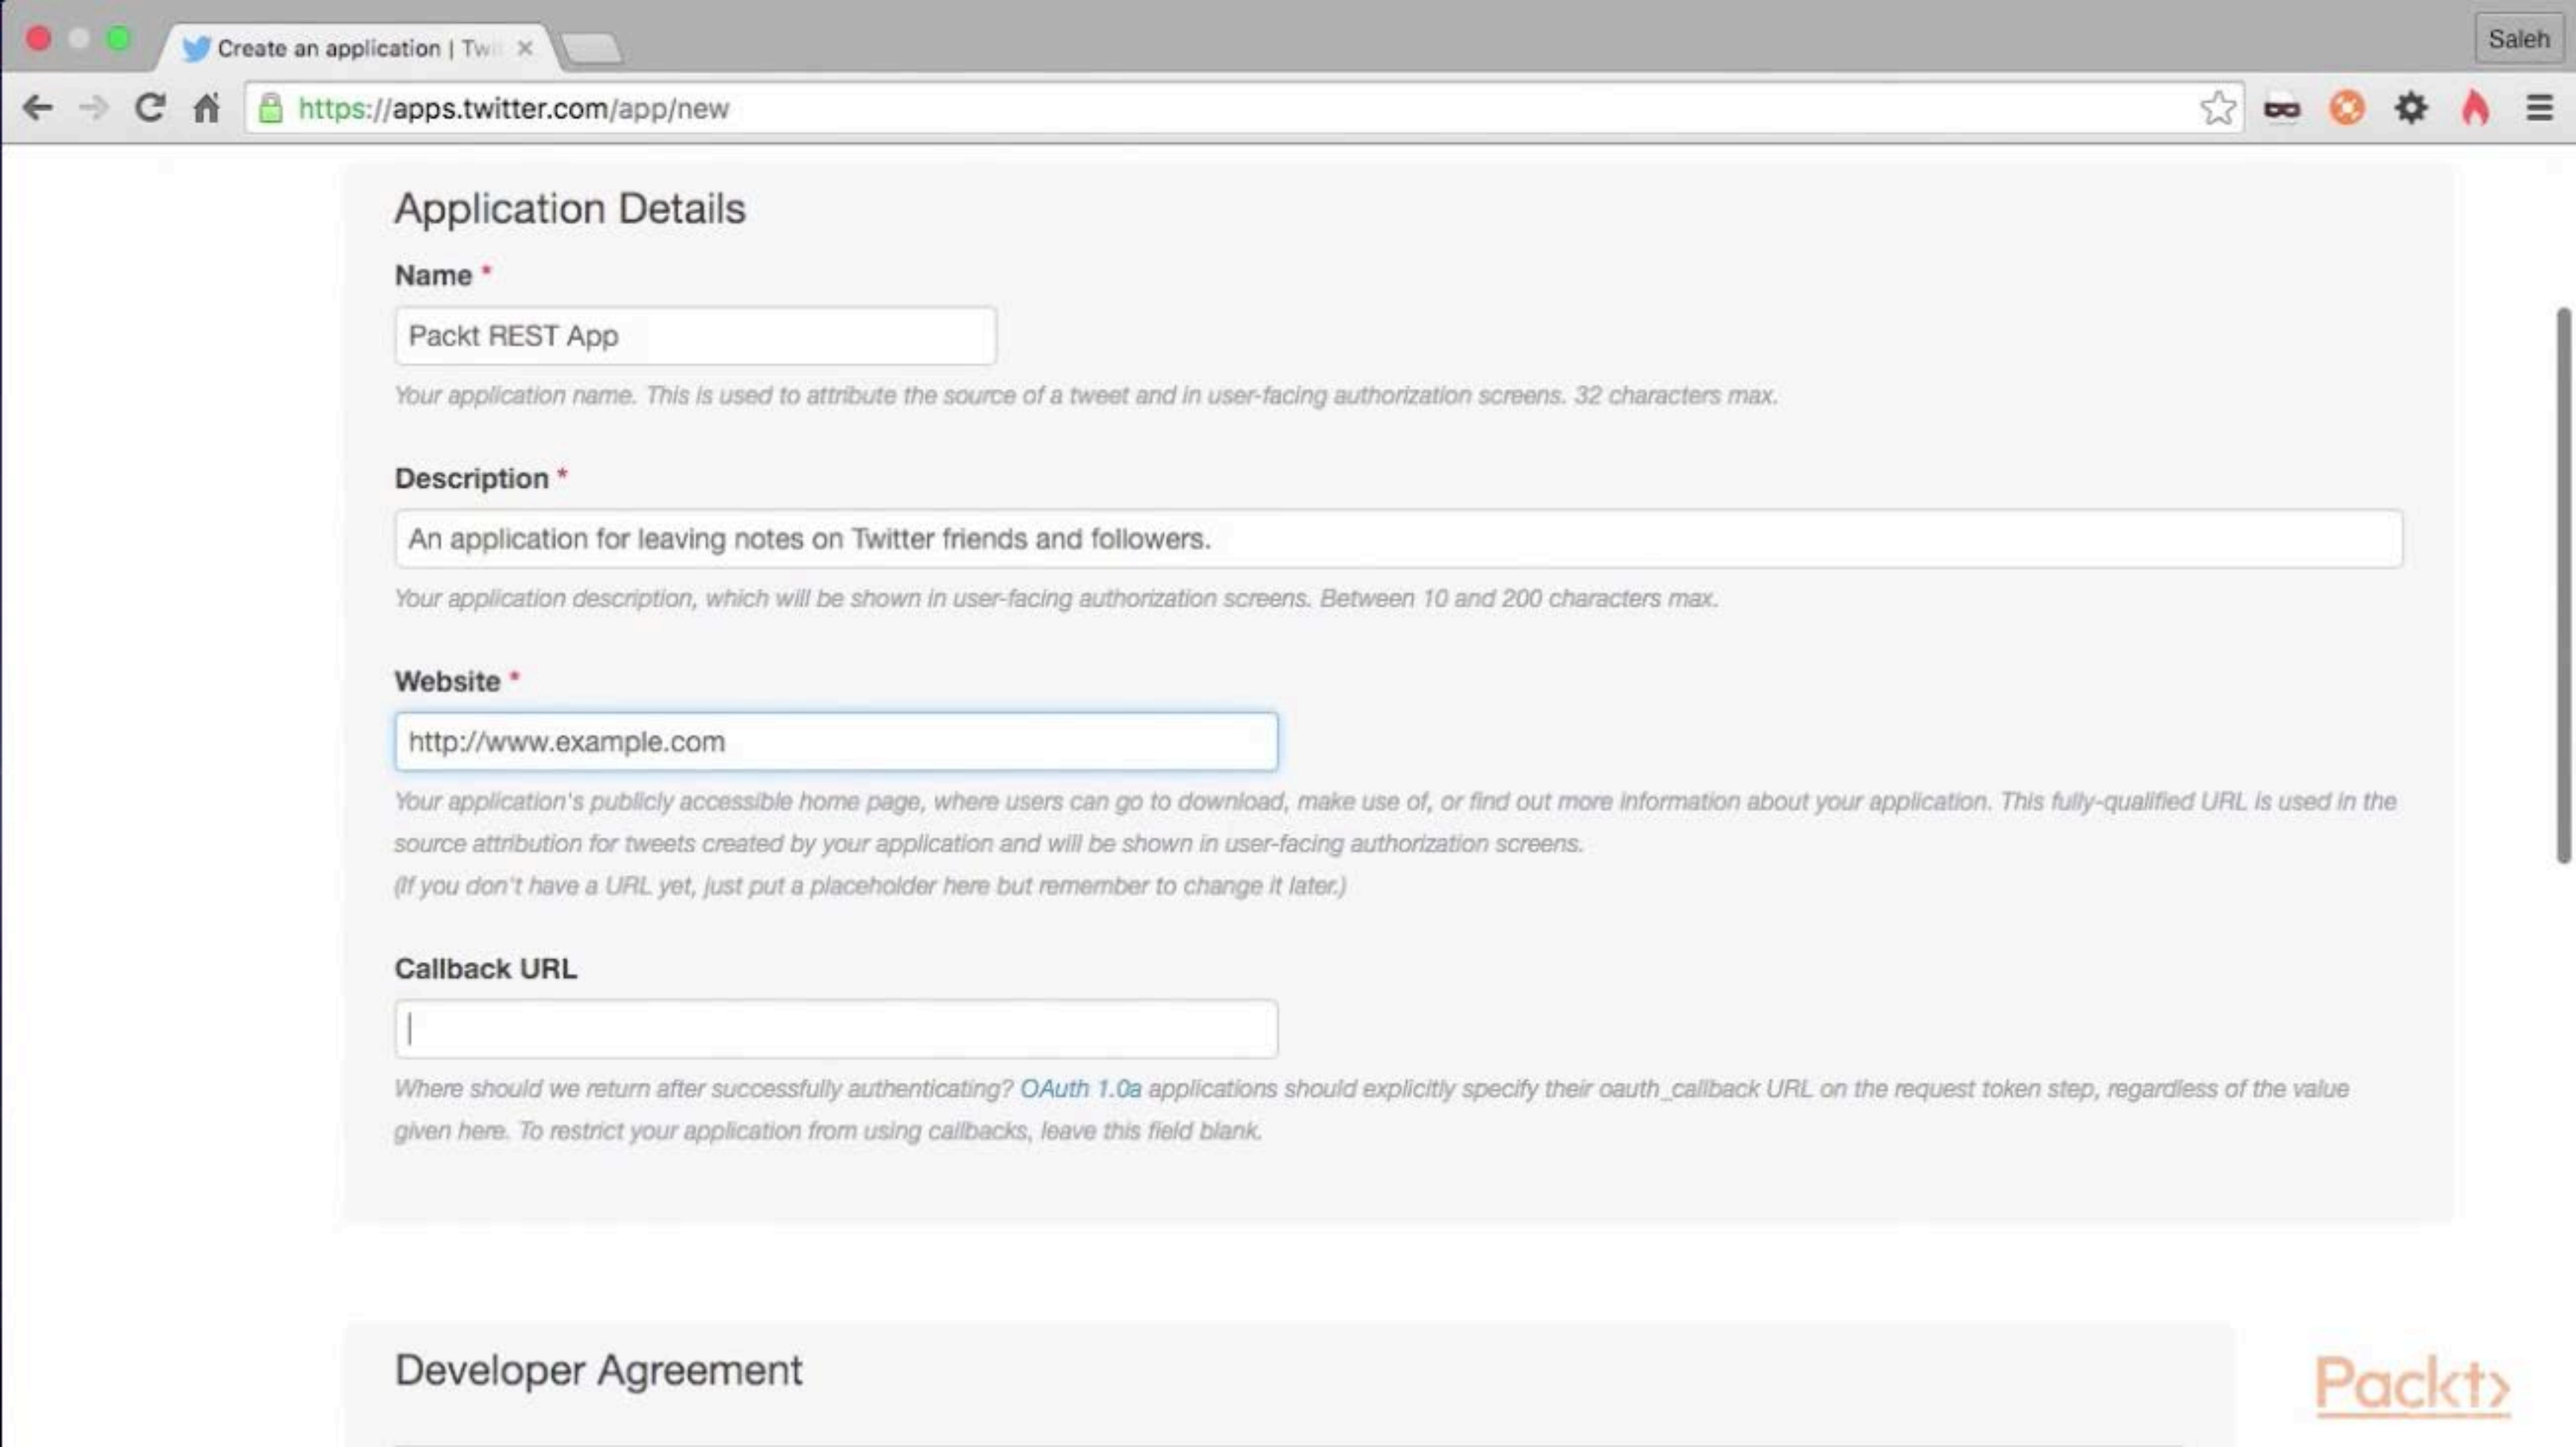 Create an application | Twi
Saleh
https://apps.twitter.com/app/new
Application Details
Name *
Packt REST App
Your application name. This is used to attribute the source of a tweet and in user-facing authorization screens. 32 characters max.
Description *
An application for leaving notes on Twitter friends and followers.
Your application description, which will be shown in user-facing authorization screens. Between 10 and 200 characters max.
Website *
http://www.example.com
Your application's publicly accessible home page, where users can go to download, make use of, or find out more information about your application. This fully-qualified URL is used in the
source attribution for tweets created by your application and will be shown in user-facing authorization screens.
(If you don't have a URL yet, just put a placeholder here but remember to change it later.)
Callback URL
Where should we return after successfully authenticating? OAuth 1.0a applications should explicitly specify their oauth_callback URL on the request token step, regardless of the value
given here. To restrict your application from using callbacks, leave this field blank.
Developer Agreement
Packt>